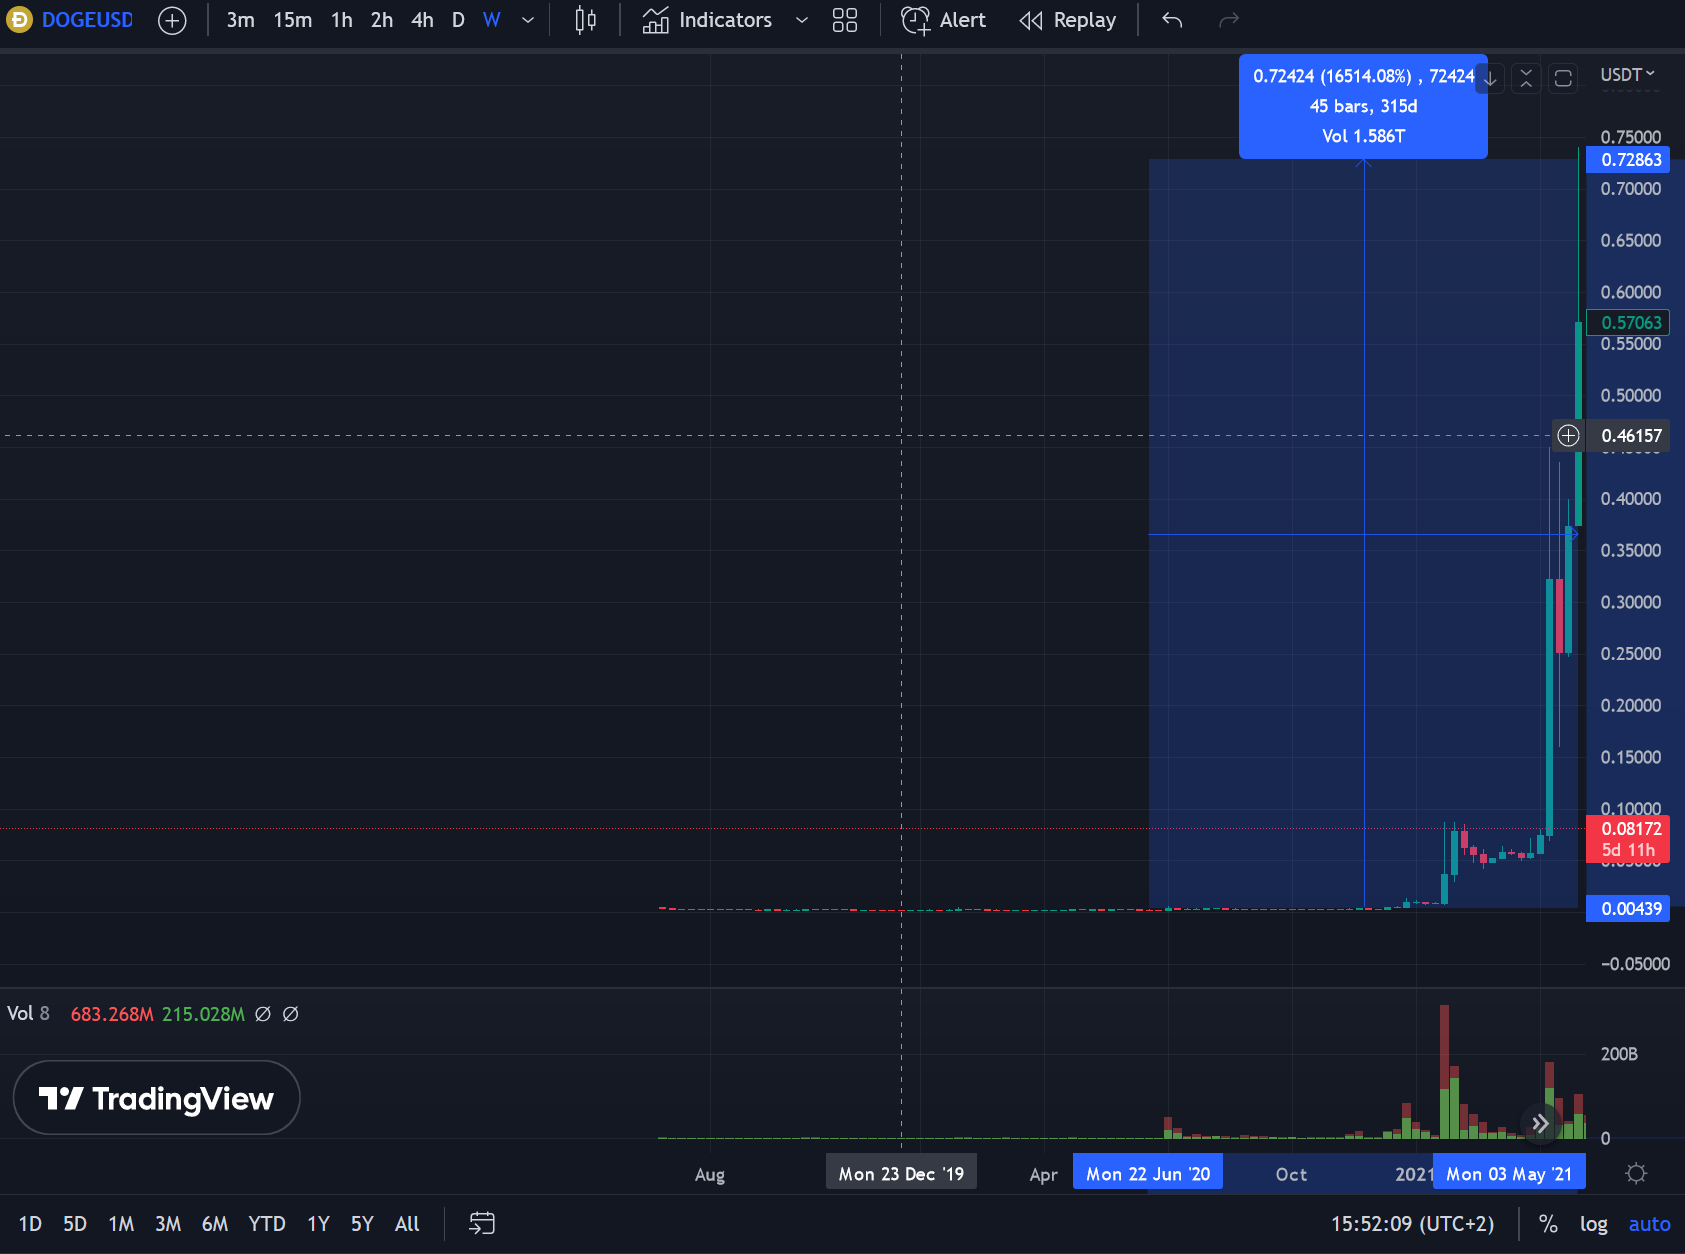 DOGEUSD
3m 15m 1h 2h 4h D W
Indicators
Alert
Replay
0.72424 (16514.08%) , 72424
45 bars, 315d
Vol 1.586T
USDT
0.75000
0.72863
0.70000
0.65000
0.60000
0.57063
0.55000
0.50000
0.46157
0.40000
0.35000
0.30000
0.25000
0.20000
0.15000
0.10000
0.08172
5d 11h
0.00439
−0.05000
Vol 8 683.268M 215.028M ∅ ∅
200B
TradingView
0
Aug Mon 23 Dec '19 Apr Mon 22 Jun '20 Oct 2021 Mon 03 May '21
1D 5D 1M 3M 6M YTD 1Y 5Y All
15:52:09 (UTC+2) % log auto